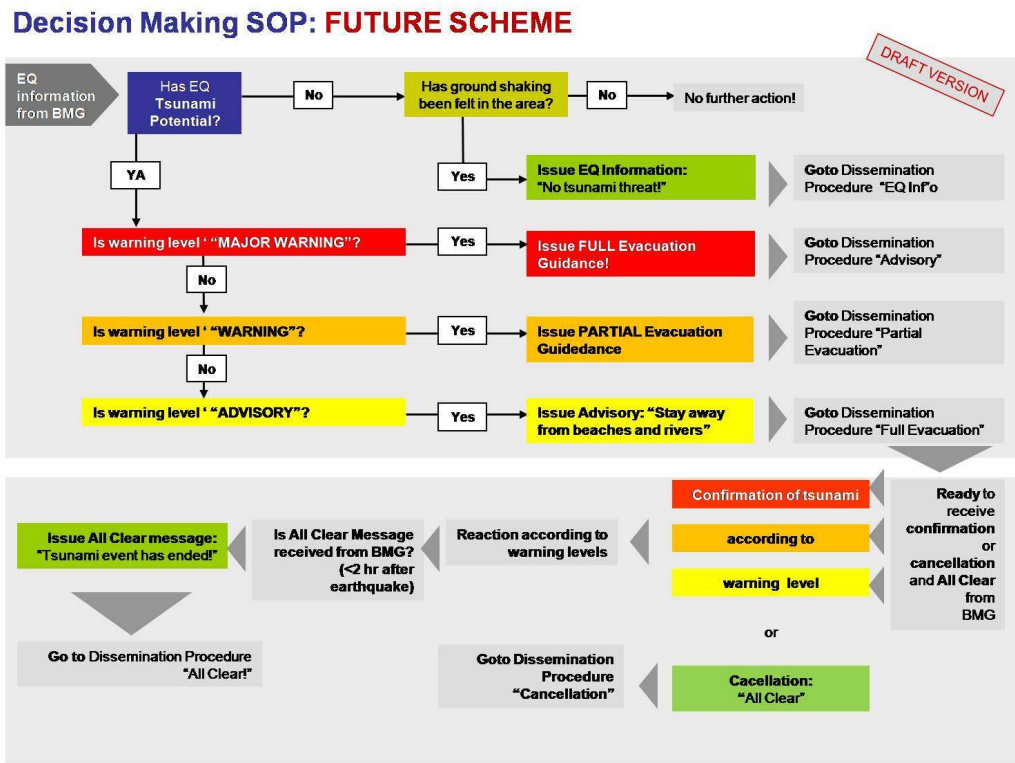 Decision Making SOP: FUTURE SCHEME
DRAFT VERSION
EQ
information
from BMG
Has EQ
Tsunami
Potential?
No
Has ground shaking
been felt in the area?
No
No further action!
YA
Yes
Issue EQ Information:
"No tsunami threat!"
Goto Dissemination
Procedure "EQ Inf"o
Is warning level ‘ “MAJOR WARNING”?
Yes
Issue FULL Evacuation
Guidance!
Goto Dissemination
Procedure “Advisory”
No
Is warning level ‘ “WARNING”?
Yes
Issue PARTIAL Evacuation
Guidedance
Goto Dissemination
Procedure “Partial
Evacuation”
No
Is warning level ‘ “ADVISORY”?
Yes
Issue Advisory: “Stay away
from beaches and rivers”
Goto Dissemination
Procedure “Full Evacuation”
Issue All Clear message:
“Tsunami event has ended!”
Is All Clear Message
received from BMG?
(<2 hr after
earthquake)
Reaction according to
warning levels
Confirmation of tsunami
according to
warning level
Ready to
receive
confirmation
or
cancellation
and All Clear
from
BMG
or
Go to Dissemination Procedure
“All Clear!”
Goto Dissemination
Procedure
“Cancellation”
Cacellation:
“All Clear”